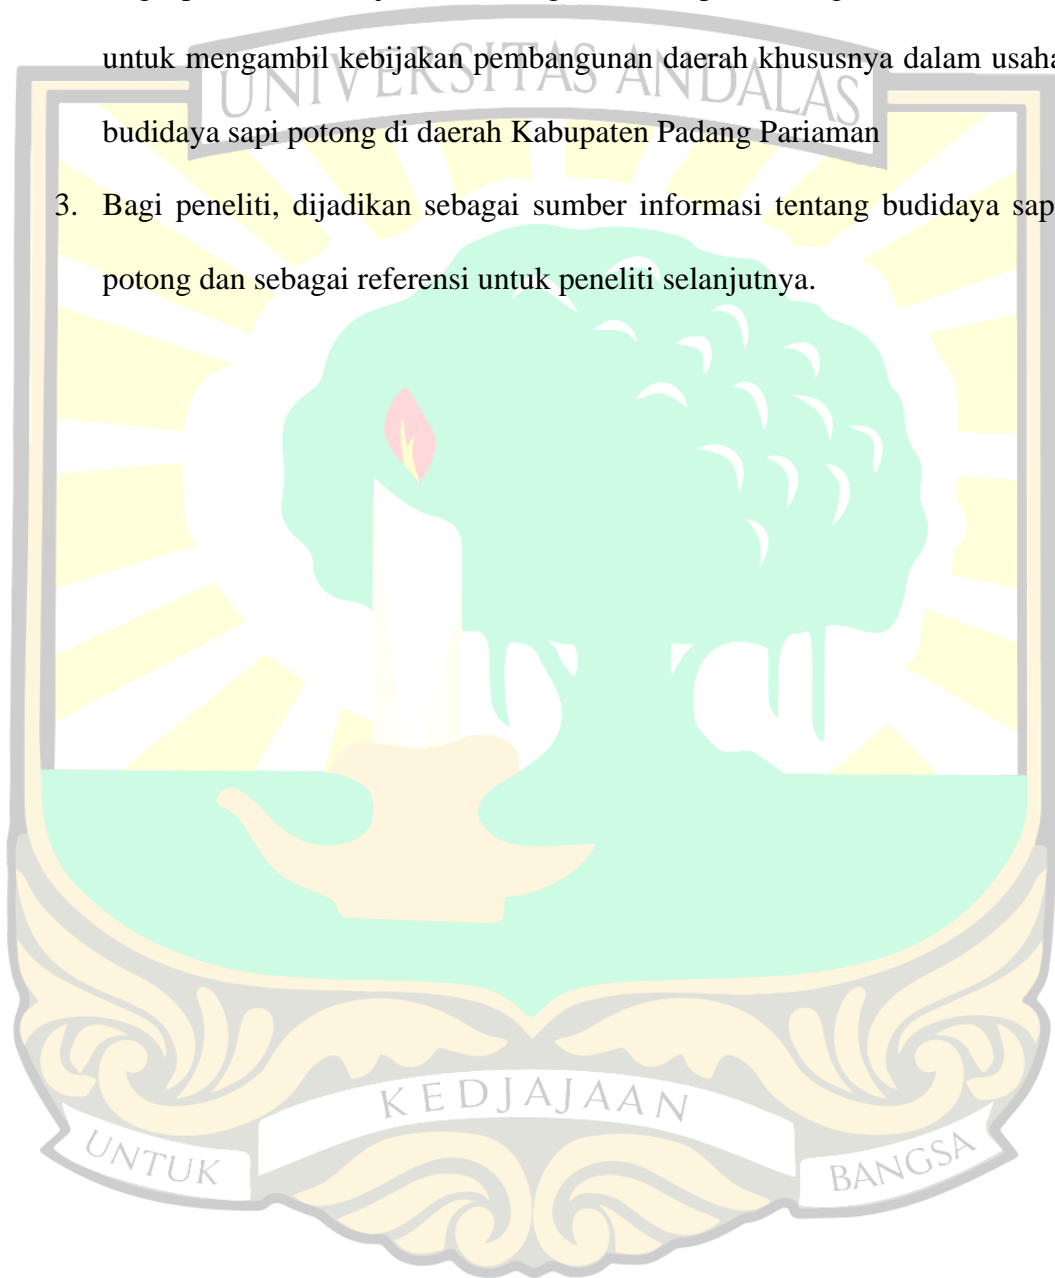 untuk mengambil kebijakan pembangunan daerah khususnya dalam usaha
budidaya sapi potong di daerah Kabupaten Padang Pariaman
3. Bagi peneliti, dijadikan sebagai sumber informasi tentang budidaya sap
potong dan sebagai referensi untuk peneliti selanjutnya.
UNIVERSITAS ANDALAS
KEDJAJAAN
UNTUK
BANGSA